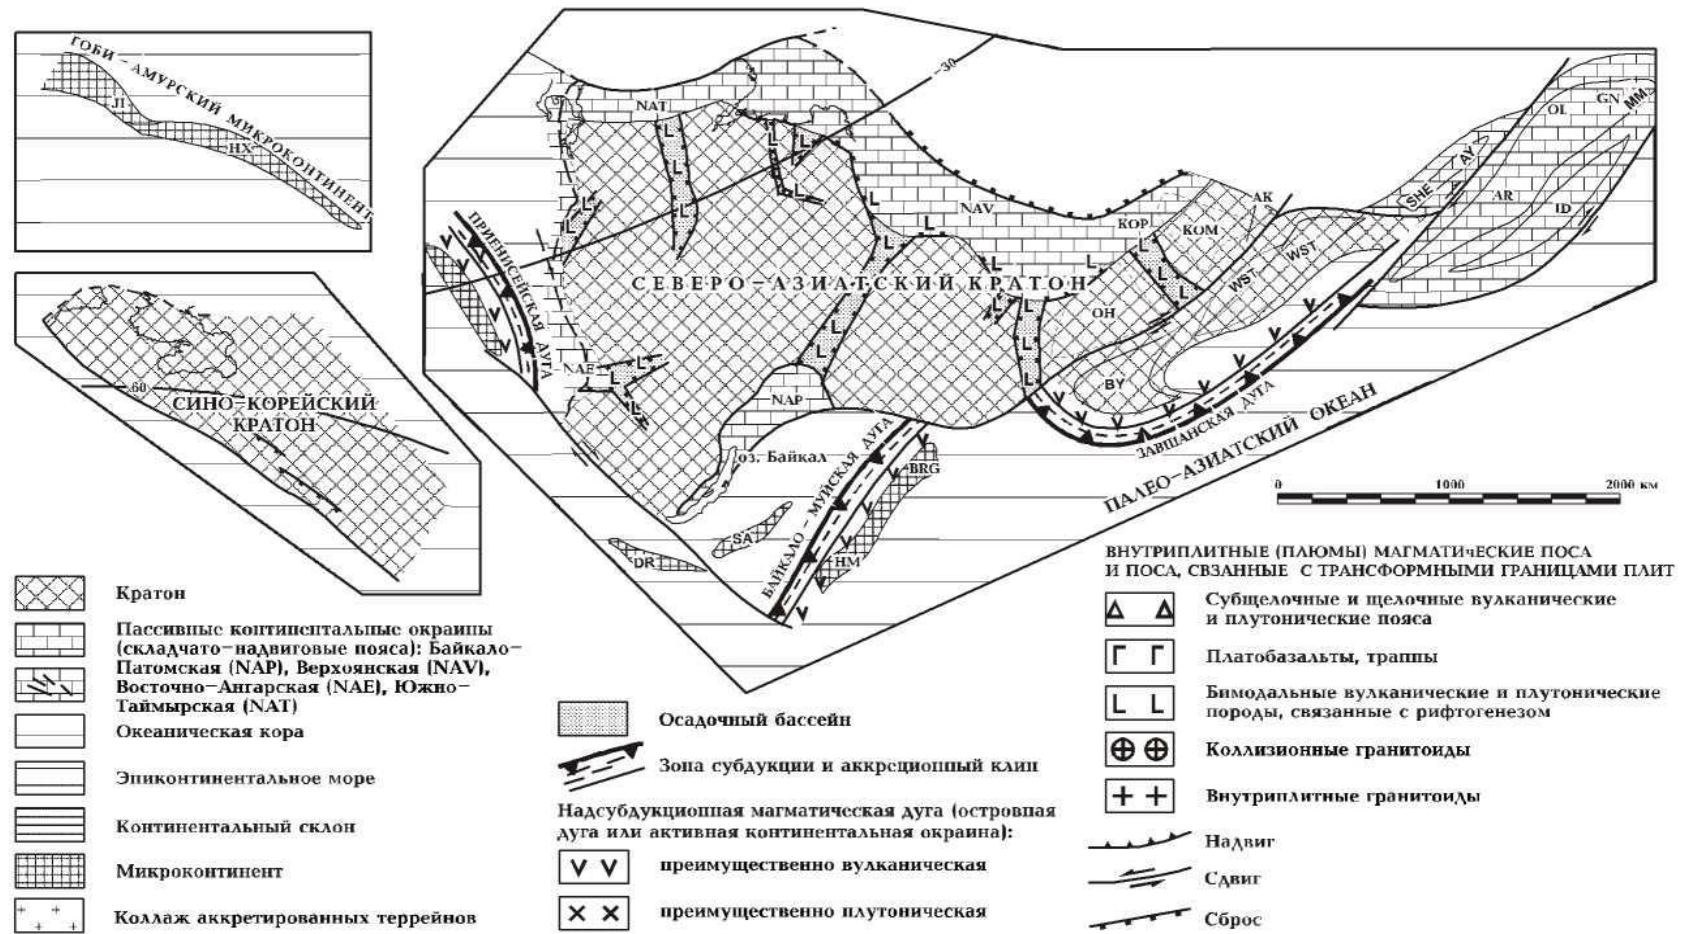 ГОБИ – АМУРСКИЙ МИКРОКОНТИНЕНТ
JI
HX
СИНО–КОРЕЙСКИЙ
КРАТОН
60
–30
NAT
NAV
КОР
КОМ
АК
SHE
AY
OL
GN
MM
AR
ID
WST
WST
ОН
BY
ПРИЕНИСЕЙСКАЯ ДУГА
СЕВЕРО–АЗИАТСКИЙ КРАТОН
NAE
NAP
оз. Байкал
БАЙКАЛО – МУЙСКАЯ ДУГА
BRG
SA
DR
HM
ЗАВШАНСКАЯ ДУГА
ПАЛЕО–АЗИАТСКИЙ ОКЕАН
0 1000 2000 км
Кратон
Пассивные континентальные окраины
(складчато–надвиговые пояса): Байкало–
Патомская (NAP), Верхоянская (NAV),
Восточно–Ангарская (NAE), Южно–
Таймырская (NAT)
Океаническая кора
Эпиконтинентальное море
Континентальный склон
Микроконтинент
Коллаж аккретированных террейнов
Осадочный бассейн
Зона субдукции и аккреционный клин
Надсубдукционная магматическая дуга (островная
дуга или активная континентальная окраина):
преимущественно вулканическая
преимущественно плутоническая
ВНУТРИПЛИТНЫЕ (ПЛЮМЫ) МАГМАТИЧЕСКИЕ ПОСА
И ПОСА, СВЗАННЫЕ С ТРАНСФОРМНЫМИ ГРАНИЦАМИ ПЛИТ
Субщелочные и щелочные вулканические
и плутонические пояса
Платобазальты, траппы
Бимодальные вулканические и плутонические
породы, связанные с рифтогенезом
Коллизионные гранитоиды
Внутриплитные гранитоиды
Надвиг
Сдвиг
Сброс